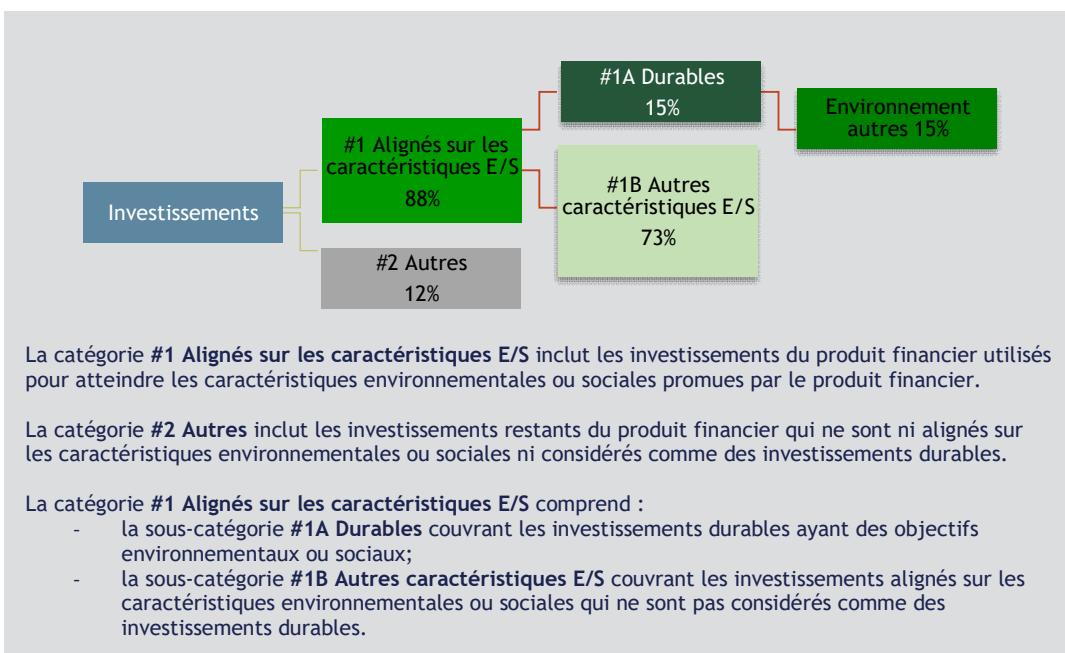 #1A Durables
15%
Environnement
autres 15%
#1 Alignés sur les
caractéristiques E/S
88%
#1B Autres
caractéristiques E/S
73%
Investissements
#2 Autres
12%
La catégorie #1 Alignés sur les caractéristiques E/S inclut les investissements du produit financier utilisés
pour atteindre les caractéristiques environnementales ou sociales promues par le produit financier.
La catégorie #2 Autres inclut les investissements restants du produit financier qui ne sont ni alignés sur
les caractéristiques environnementales ou sociales ni considérés comme des investissements durables.
La catégorie #1 Alignés sur les caractéristiques E/S comprend :
- la sous-catégorie #1A Durables couvrant les investissements durables ayant des objectifs
environnementaux ou sociaux;
- la sous-catégorie #1B Autres caractéristiques E/S couvrant les investissements alignés sur les
caractéristiques environnementales ou sociales qui ne sont pas considérés comme des
investissements durables.